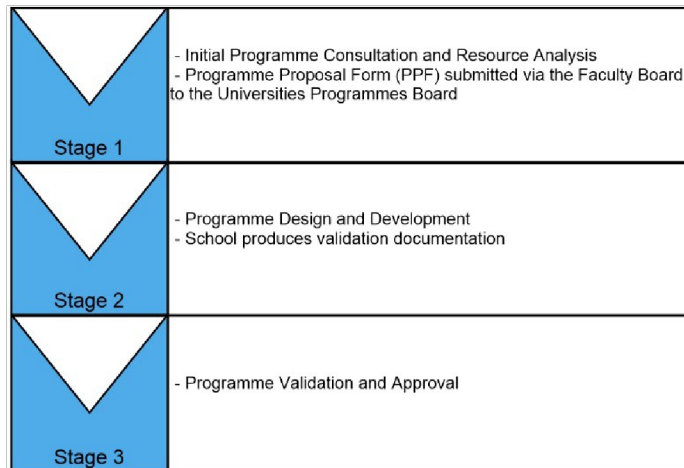 - Initial Programme Consultation and Resource Analysis
- Programme Proposal Form (PPF) submitted via the Faculty Board
to the Universities Programmes Board
Stage 1
- Programme Design and Development
- School produces validation documentation
Stage 2
- Programme Validation and Approval
Stage 3